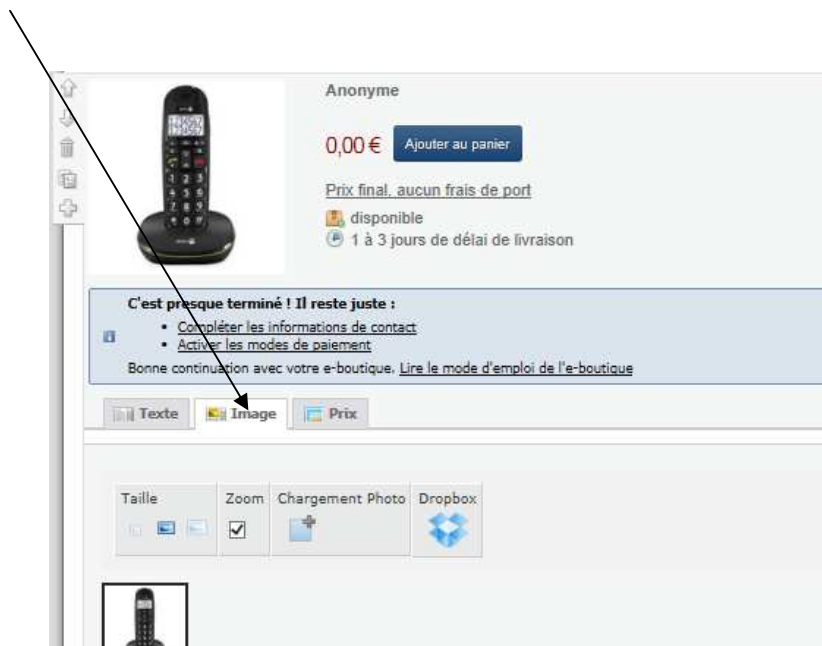 Anonyme
0,00 € Ajouter au panier
Prix final, aucun frais de port
disponible
1 à 3 jours de délai de livraison
C'est presque terminé ! Il reste juste :
• Compléter les informations de contact
• Activer les modes de paiement
Bonne continuation avec votre e-boutique. Lire le mode d'emploi de l'e-boutique
Texte Image Prix
Taille Zoom Chargement Photo Dropbox